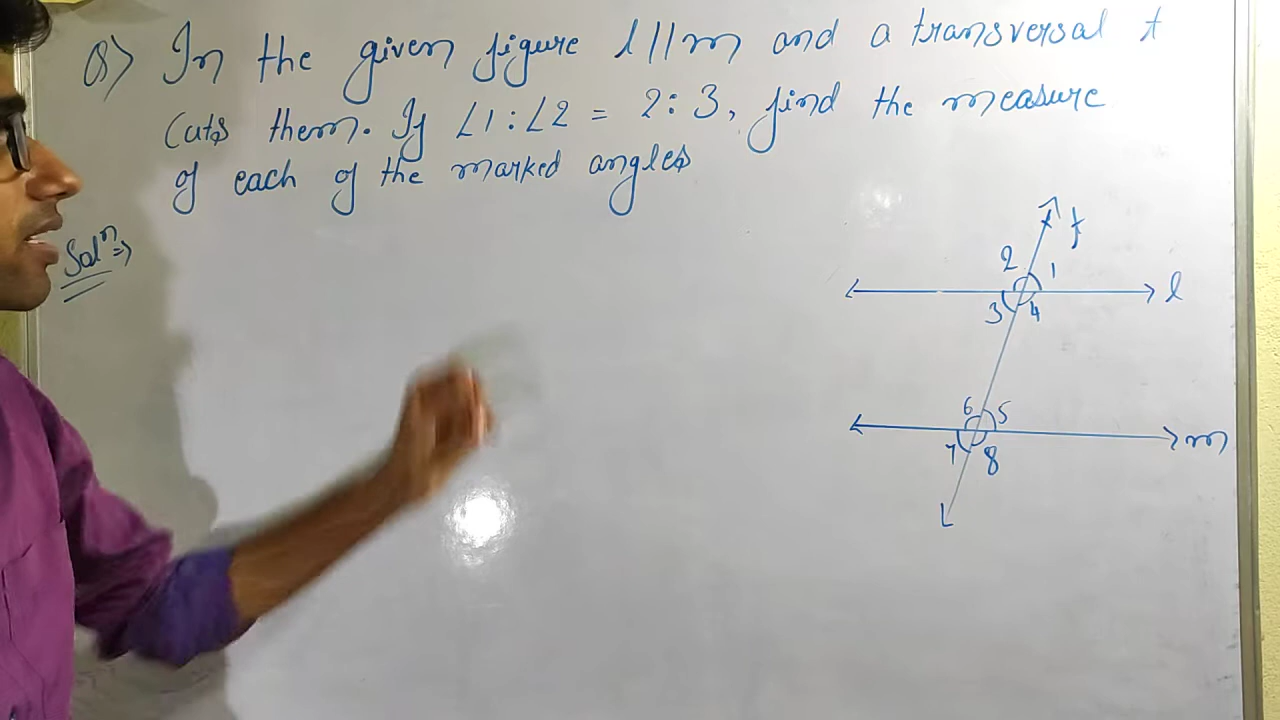 Q> In the given figure l||m and a transversal t
Cuts them. If ∠1:∠2 = 2:3, find the measure
of each of the marked angles
Solⁿ⇒
t
2 1
l
3 4
6 5
m
7 8